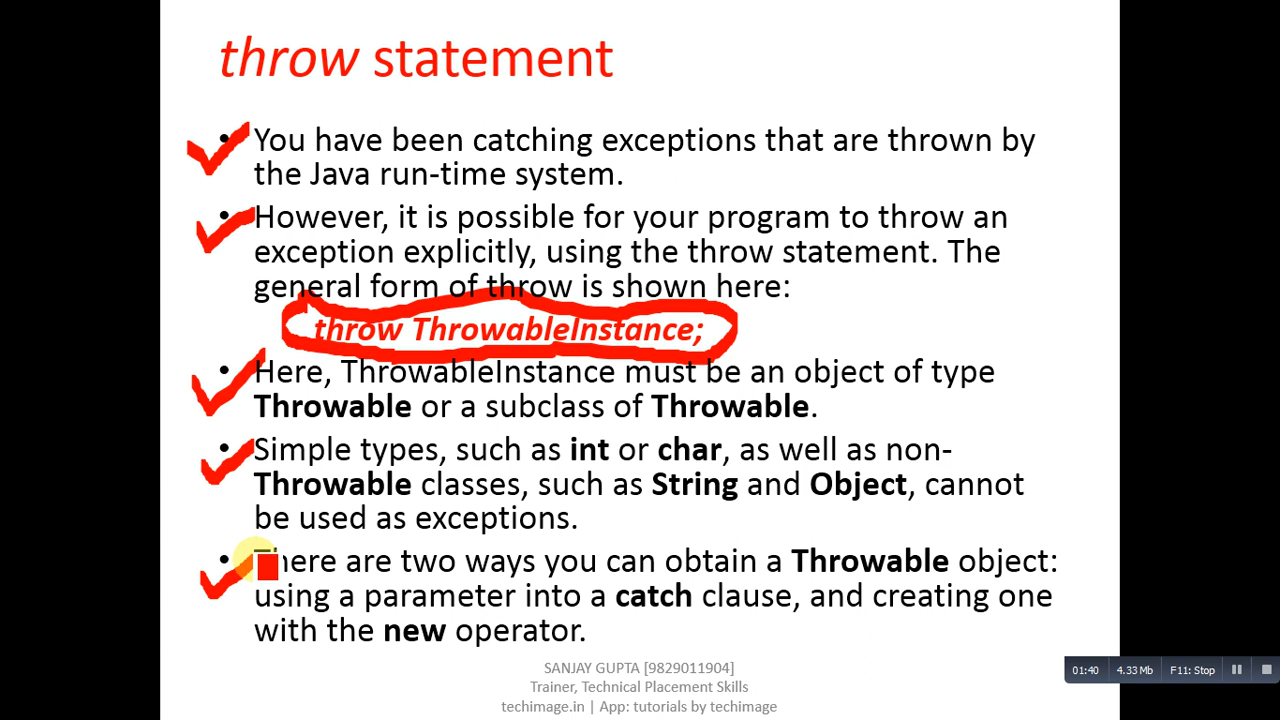 throw statement
• You have been catching exceptions that are thrown by
the Java run-time system.
• However, it is possible for your program to throw an
exception explicitly, using the throw statement. The
general form of throw is shown here:
throw ThrowableInstance;
• Here, ThrowableInstance must be an object of type
Throwable or a subclass of Throwable.
• Simple types, such as int or char, as well as non-
Throwable classes, such as String and Object, cannot
be used as exceptions.
• There are two ways you can obtain a Throwable object:
using a parameter into a catch clause, and creating one
with the new operator.
SANJAY GUPTA [9829011904]
Trainer, Technical Placement Skills
techimage.in | App: tutorials by techimage
01:40 4.33 Mb F11: Stop